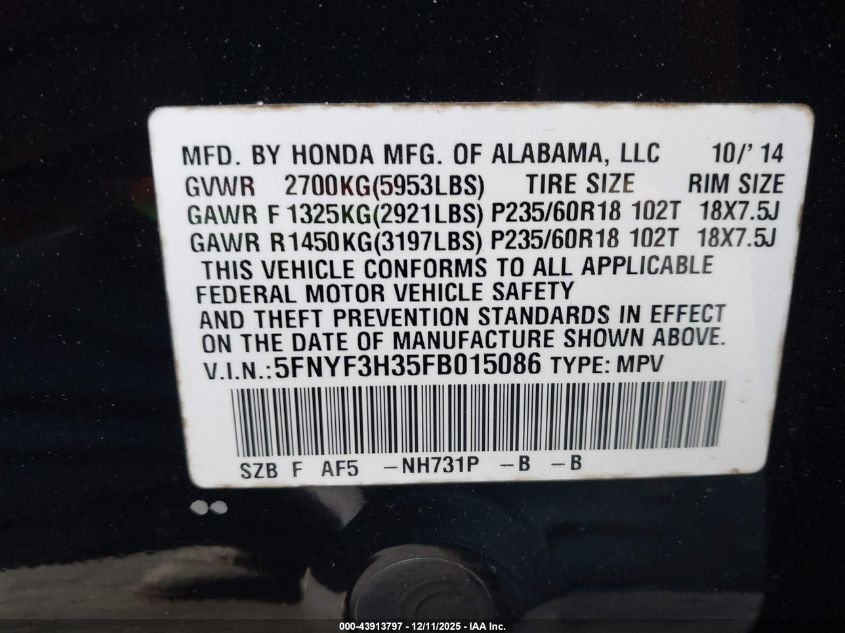 MFD. BY HONDA MFG. OF ALABAMA, LLC 10/'14
GVWR 2700KG(5953LBS) TIRE SIZE RIM SIZE
GAWR F 1325KG(2921LBS) P235/60R18 102T 18X7.5J
GAWR R1450KG(3197LBS) P235/60R18 102T 18X7.5J
THIS VEHICLE CONFORMS TO ALL APPLICABLE
FEDERAL MOTOR VEHICLE SAFETY
AND THEFT PREVENTION STANDARDS IN EFFECT
ON THE DATE OF MANUFACTURE SHOWN ABOVE.
V.I.N.:5FNYF3H35FB015086 TYPE: MPV
SZB F AF5 -NH731P -B -B
000-43913797 - 12/11/2025 - IAA Inc.